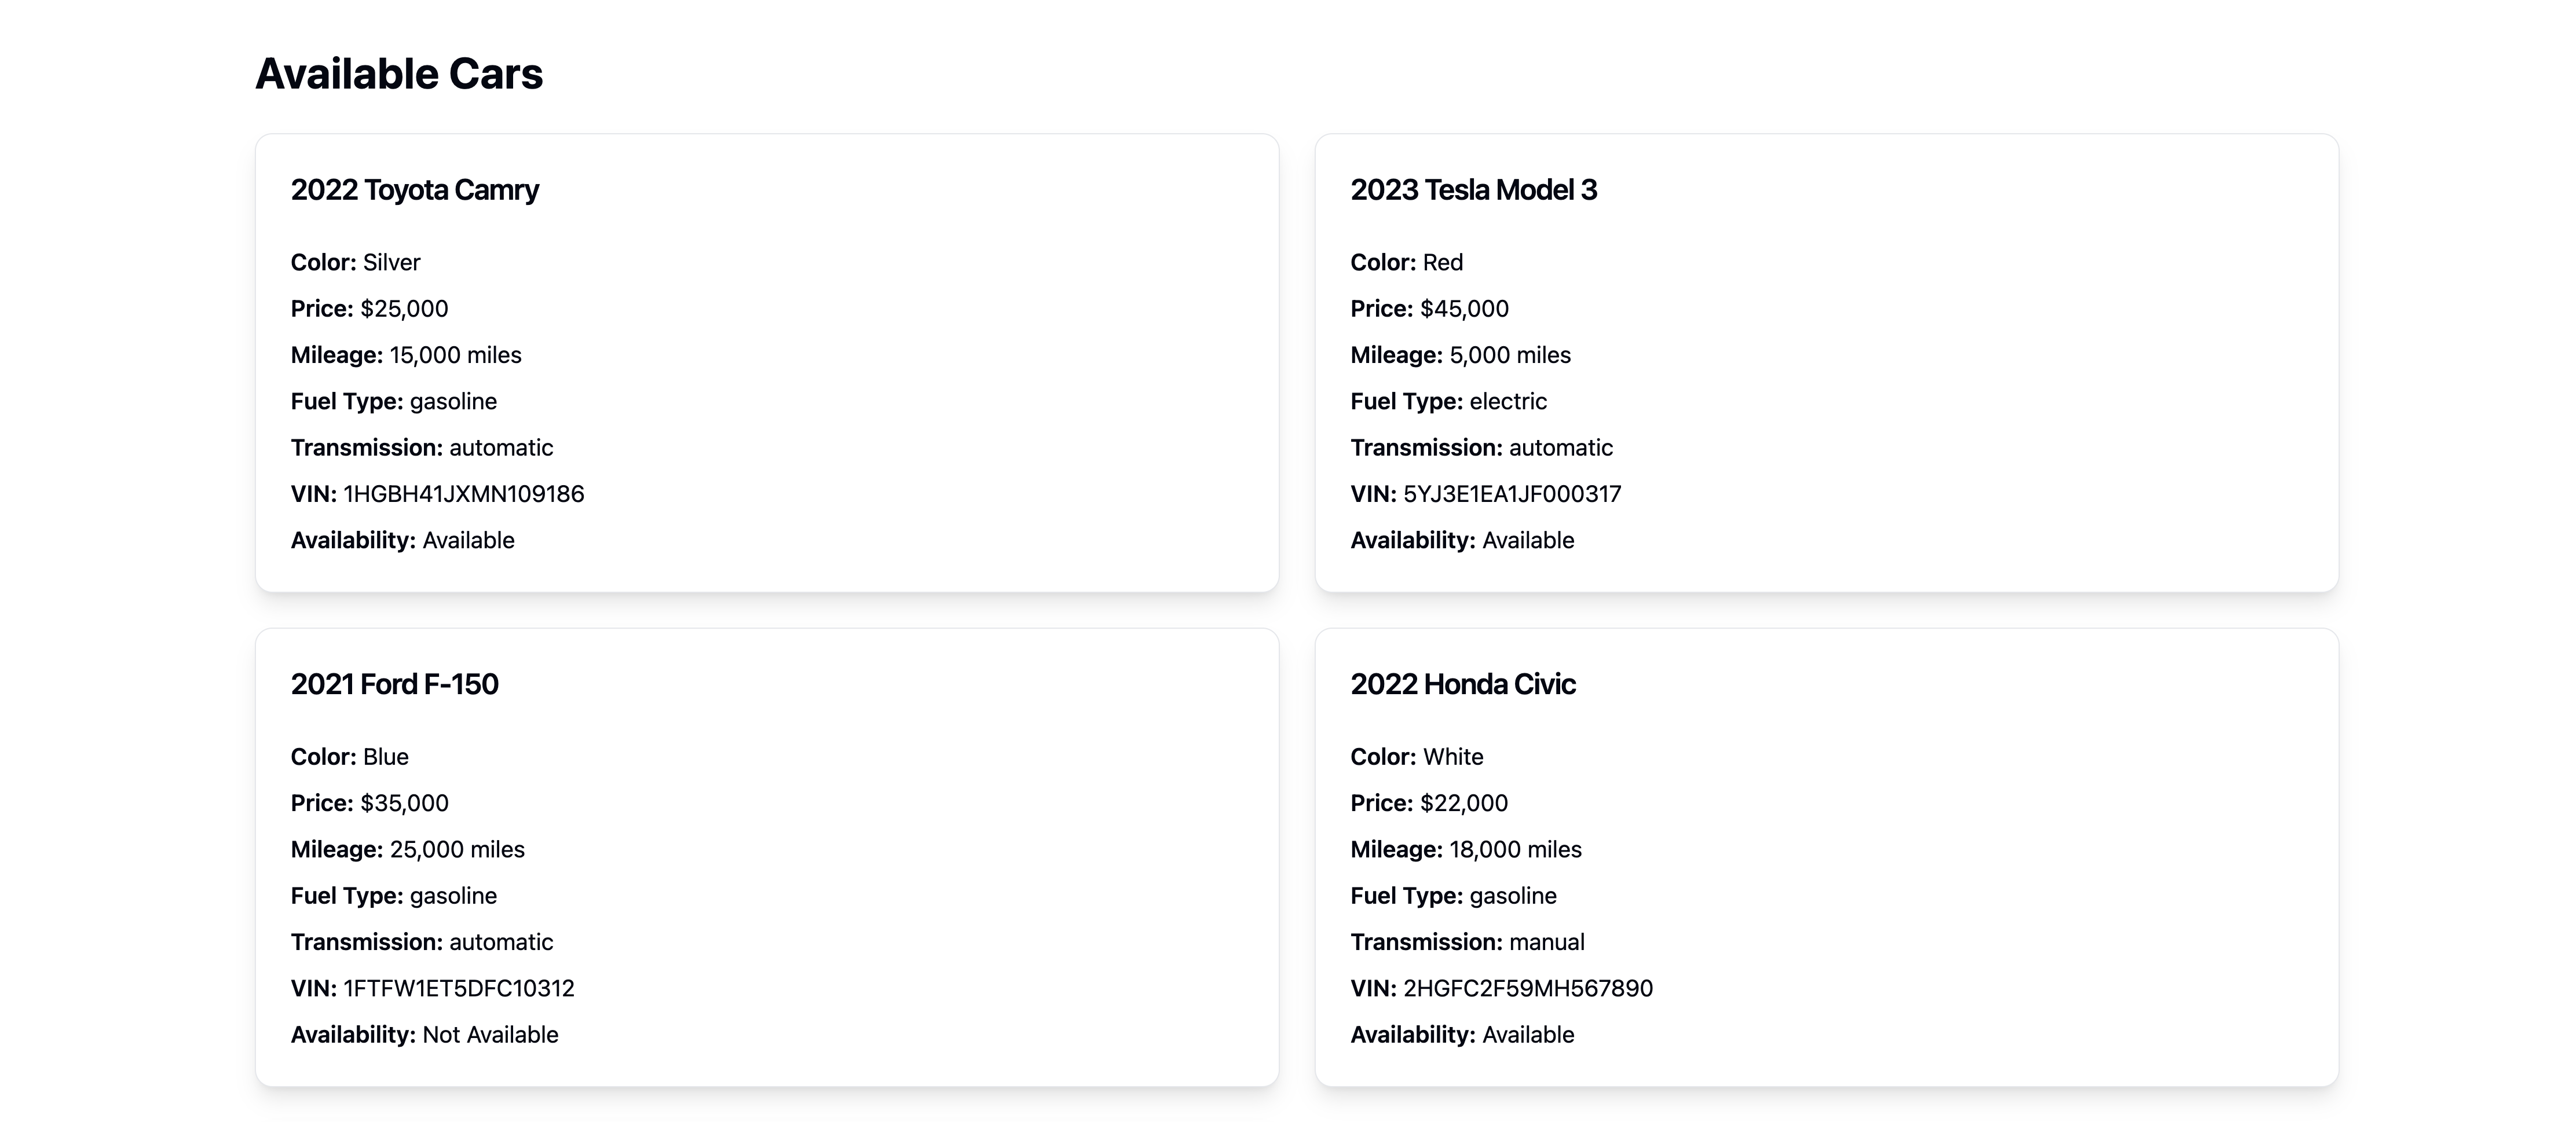 Available Cars
2022 Toyota Camry
Color: Silver
Price: $25,000
Mileage: 15,000 miles
Fuel Type: gasoline
Transmission: automatic
VIN: 1HGBH41JXMN109186
Availability: Available
2023 Tesla Model 3
Color: Red
Price: $45,000
Mileage: 5,000 miles
Fuel Type: electric
Transmission: automatic
VIN: 5YJ3E1EA1JF000317
Availability: Available
2021 Ford F-150
Color: Blue
Price: $35,000
Mileage: 25,000 miles
Fuel Type: gasoline
Transmission: automatic
VIN: 1FTFW1ET5DFC10312
Availability: Not Available
2022 Honda Civic
Color: White
Price: $22,000
Mileage: 18,000 miles
Fuel Type: gasoline
Transmission: manual
VIN: 2HGFC2F59MH567890
Availability: Available